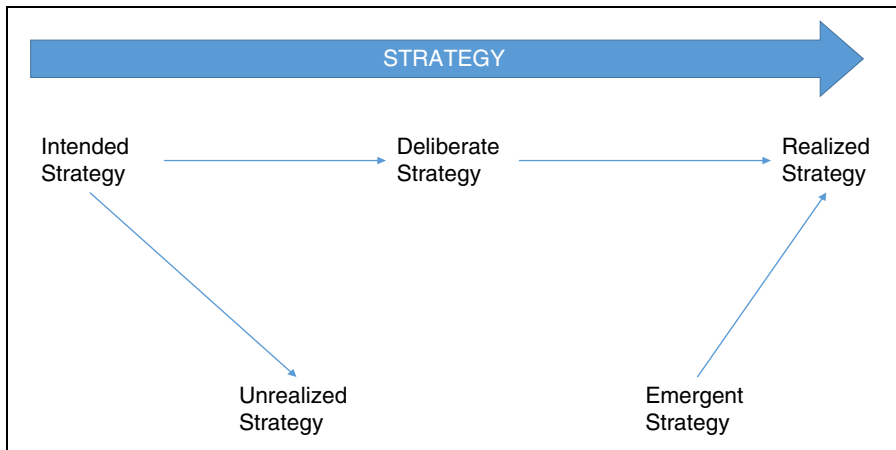 STRATEGY
Intended
Strategy
Deliberate
Strategy
Realized
Strategy
Unrealized
Strategy
Emergent
Strategy